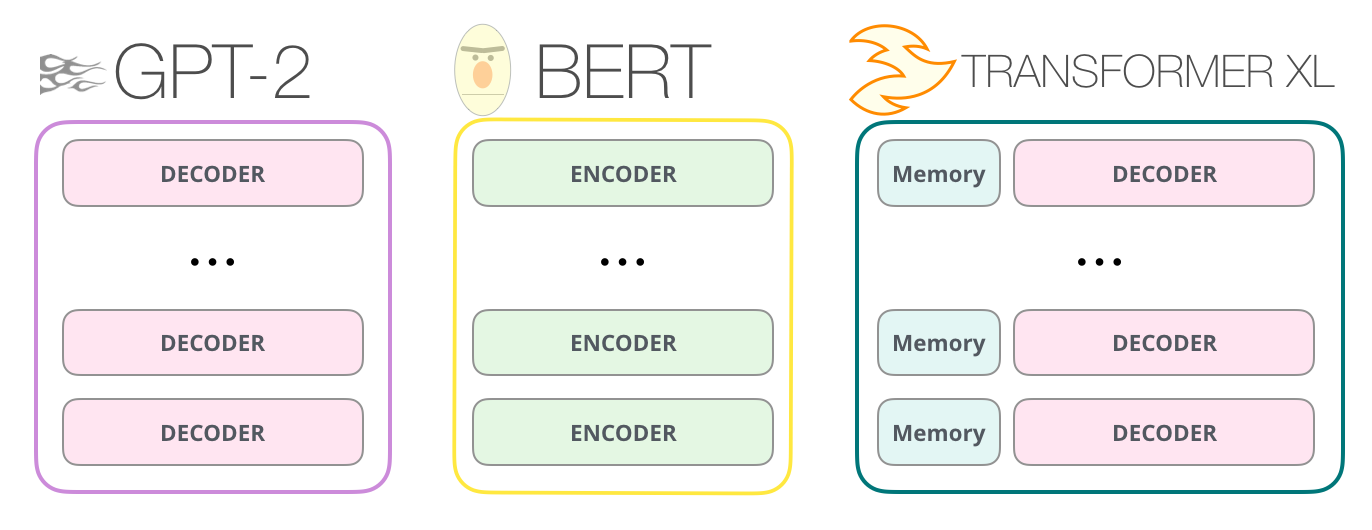 GPT-2
DECODER
...
DECODER
DECODER
BERT
ENCODER
...
ENCODER
ENCODER
TRANSFORMER XL
Memory DECODER
...
Memory DECODER
Memory DECODER